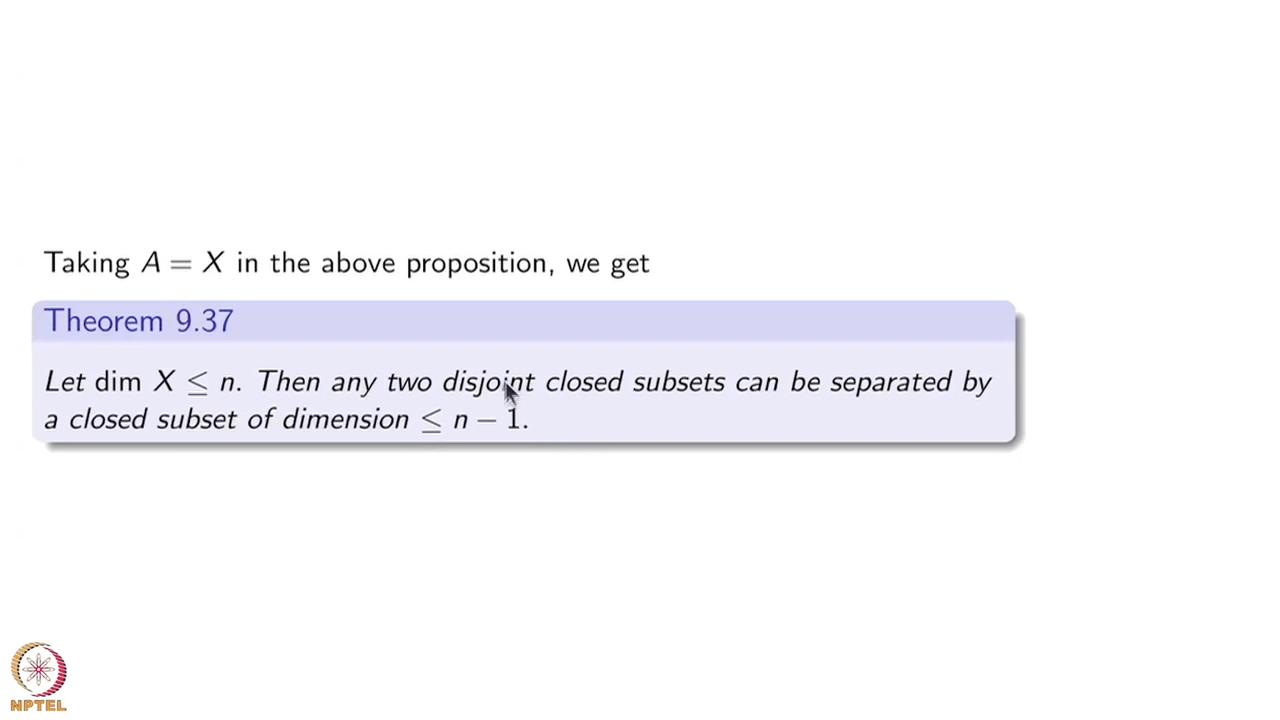 Taking A = X in the above proposition, we get
Theorem 9.37
Let dim X ≤ n. Then any two disjoint closed subsets can be separated by
a closed subset of dimension ≤ n − 1.
NPTEL